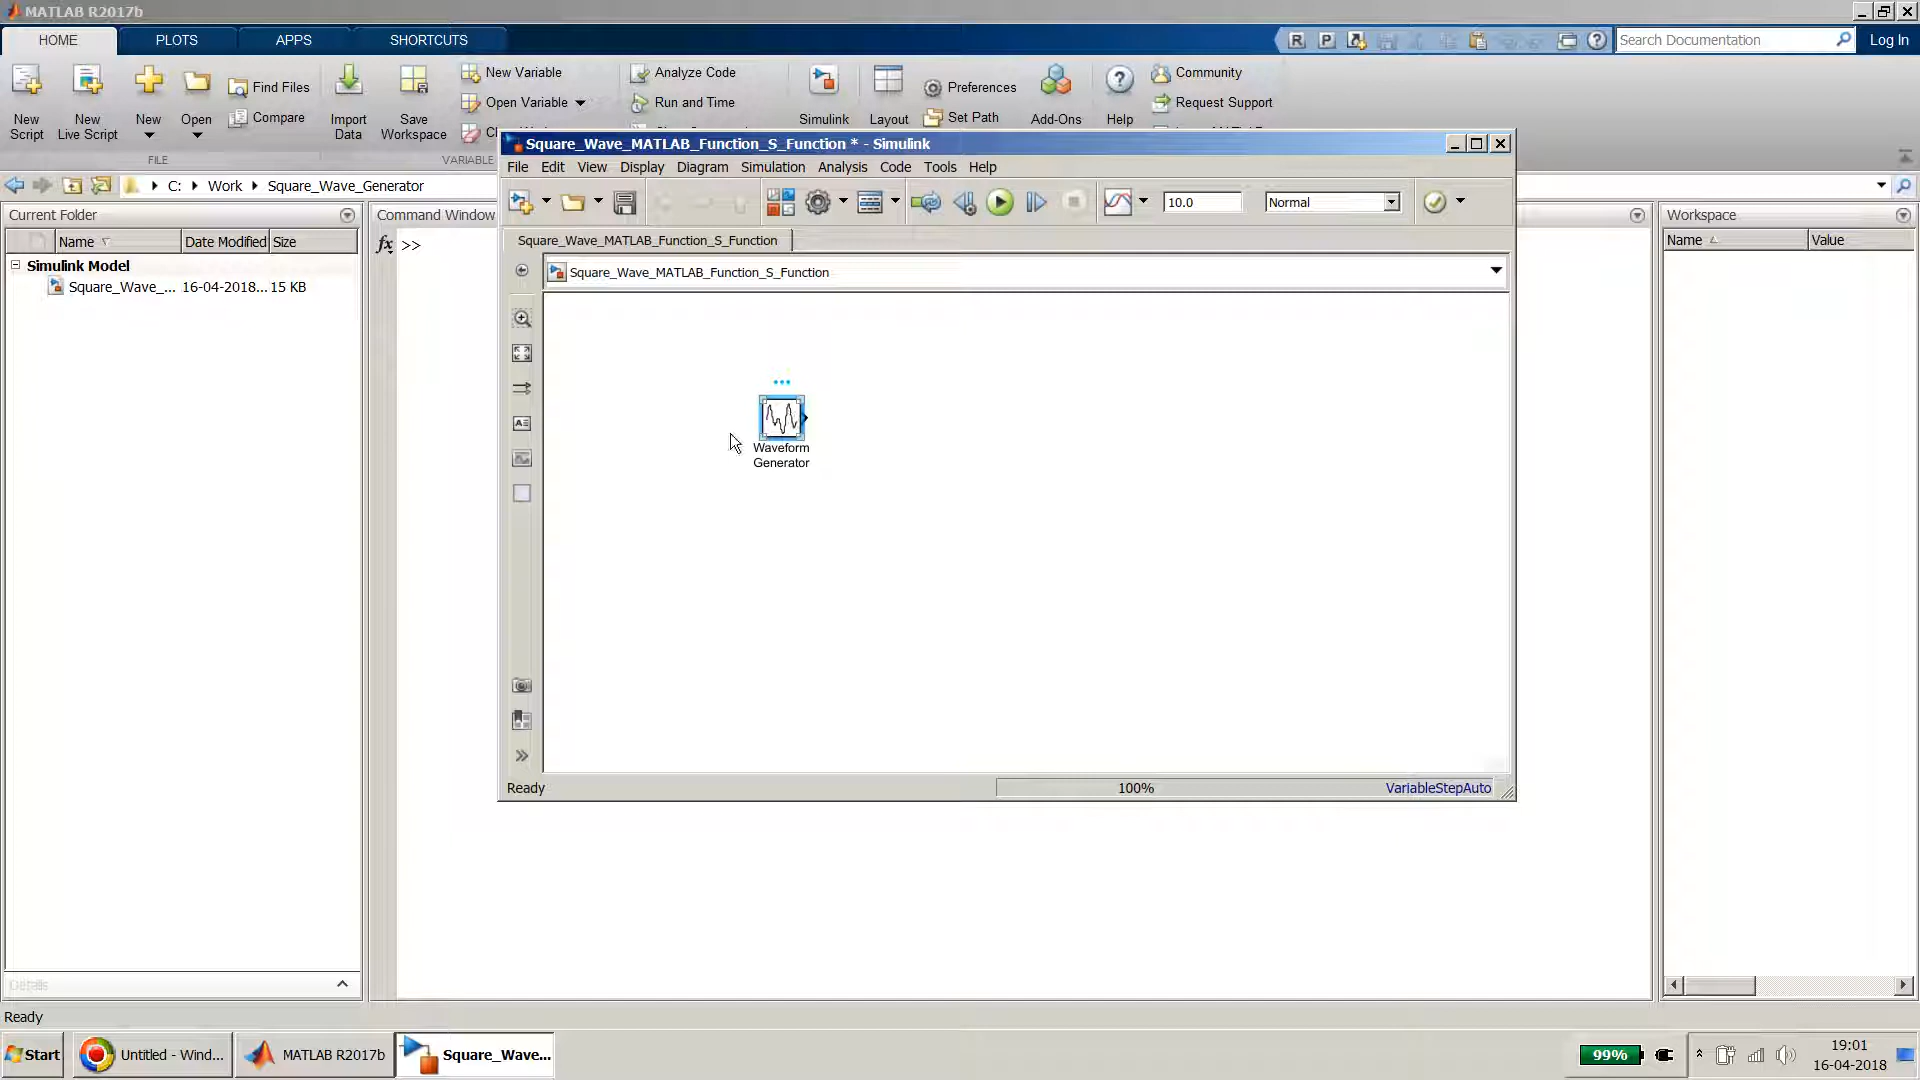 MATLAB R2017b
HOME PLOTS APPS SHORTCUTS
Search Documentation
Log In
New Script
New Live Script
New
Open
Find Files
Compare
Import Data
Save Workspace
New Variable
Open Variable
Analyze Code
Run and Time
Simulink
Layout
Preferences
Set Path
Add-Ons
Help
Community
Request Support
FILE
VARIABLE
C: Work Square_Wave_Generator
Current Folder
Name Date Modified Size
Simulink Model
Square_Wave_... 16-04-2018... 15 KB
Details
Command Window
fx >>
Square_Wave_MATLAB_Function_S_Function * - Simulink
File Edit View Display Diagram Simulation Analysis Code Tools Help
10.0 Normal
Square_Wave_MATLAB_Function_S_Function
Square_Wave_MATLAB_Function_S_Function
Waveform
Generator
Ready 100% VariableStepAuto
Workspace
Name Value
Ready
Start Untitled - Wind... MATLAB R2017b Square_Wave...
99%
19:01
16-04-2018